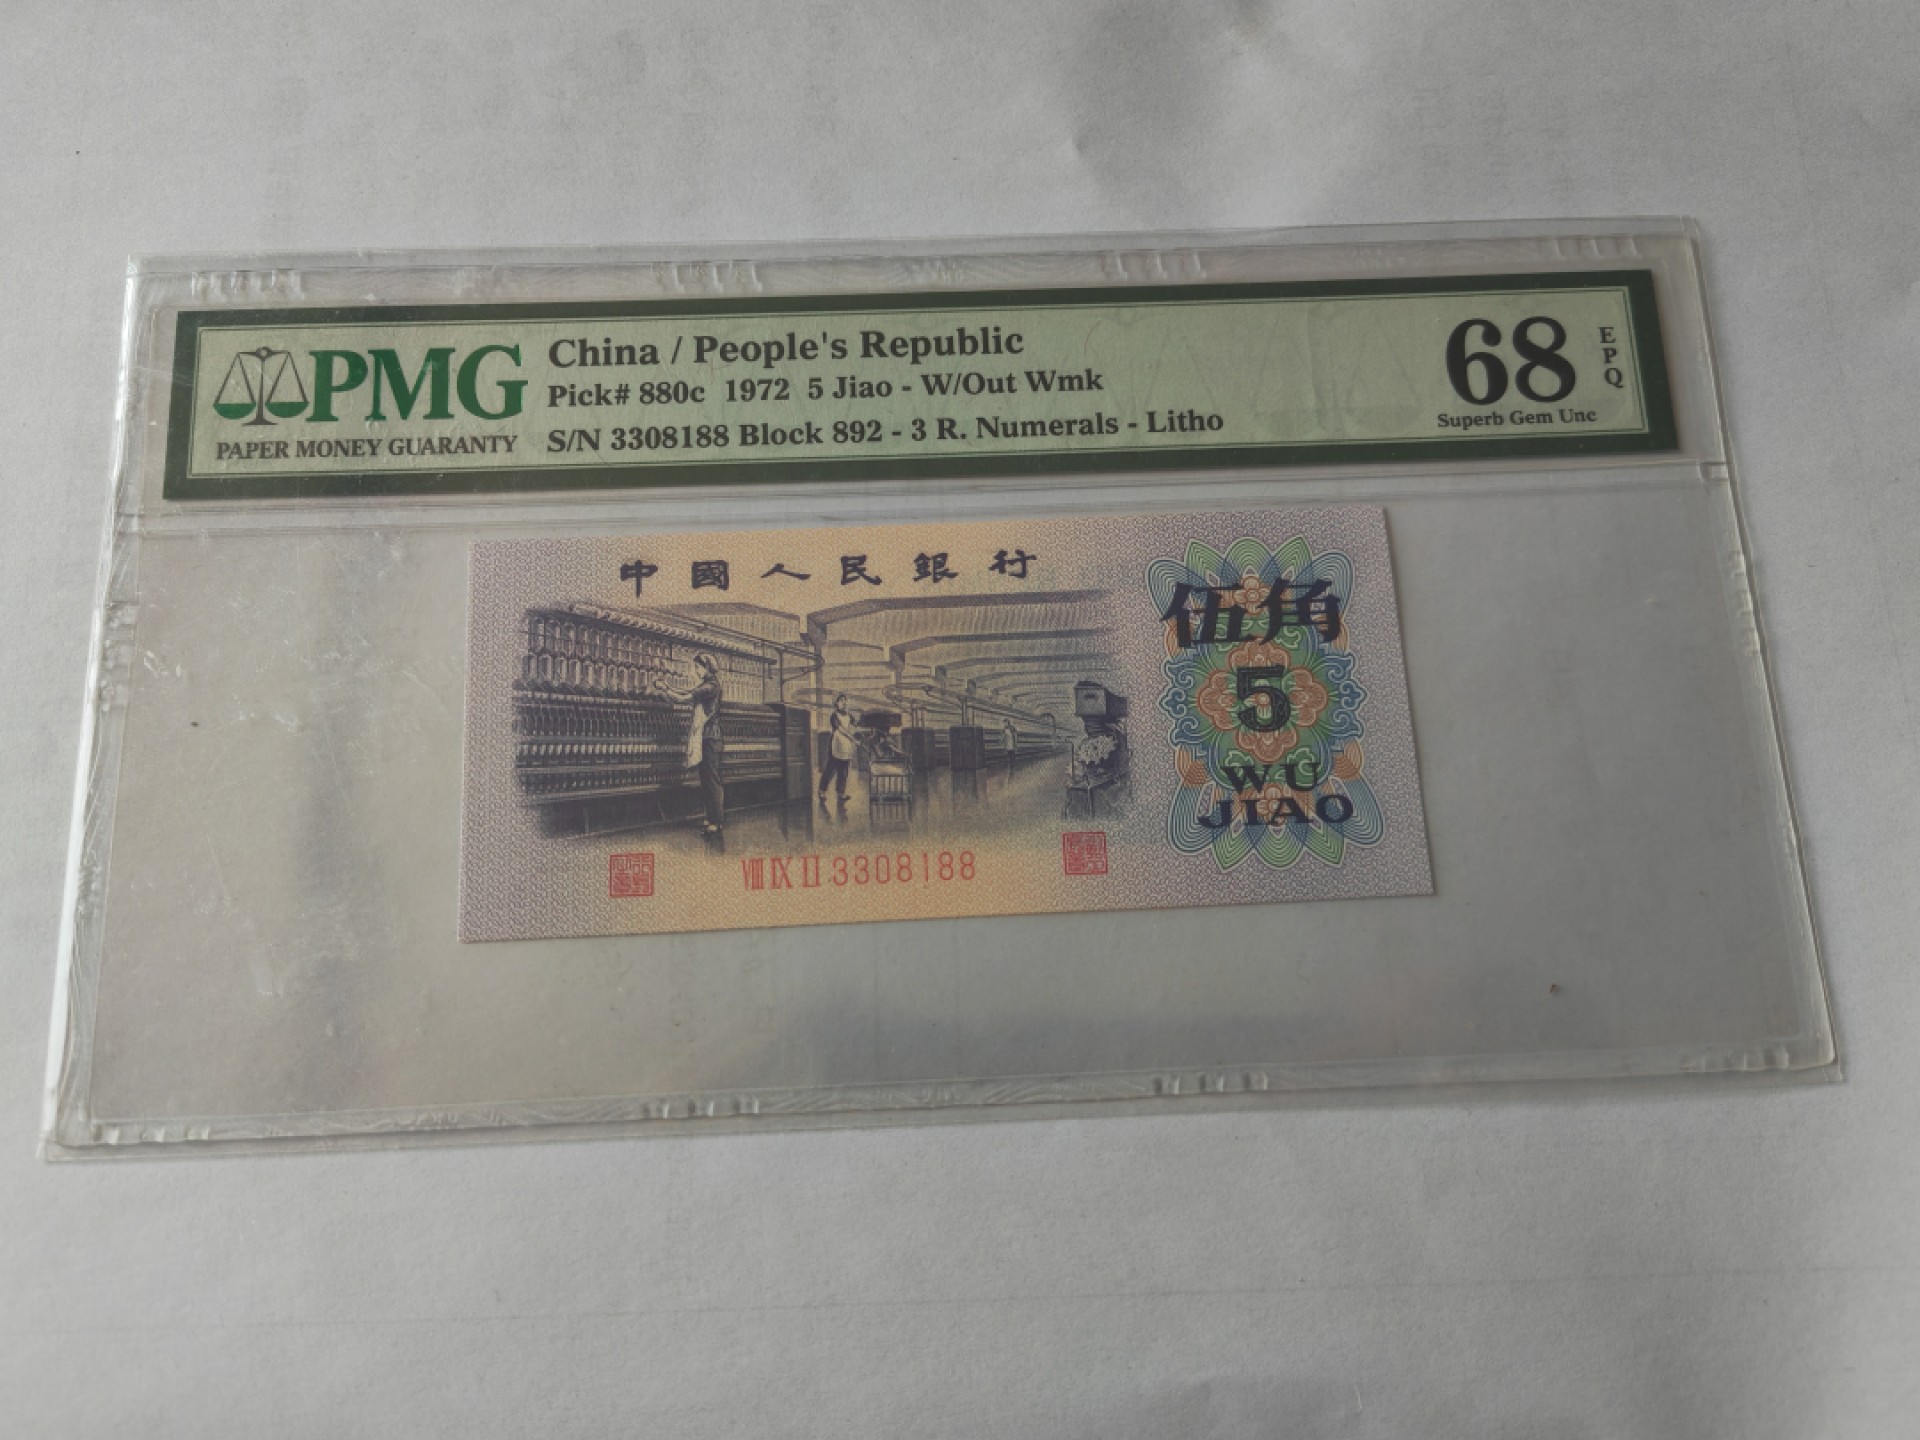 PMG
PAPER MONEY GUARANTY
China / People's Republic
Pick# 880c 1972 5 Jiao - W/Out Wmk
S/N 3308188 Block 892 - 3 R. Numerals - Litho
68
EPQ
Superb Gem Unc
中國人民銀行
伍角
5
WU
JIAO
VIII IX II 3308188